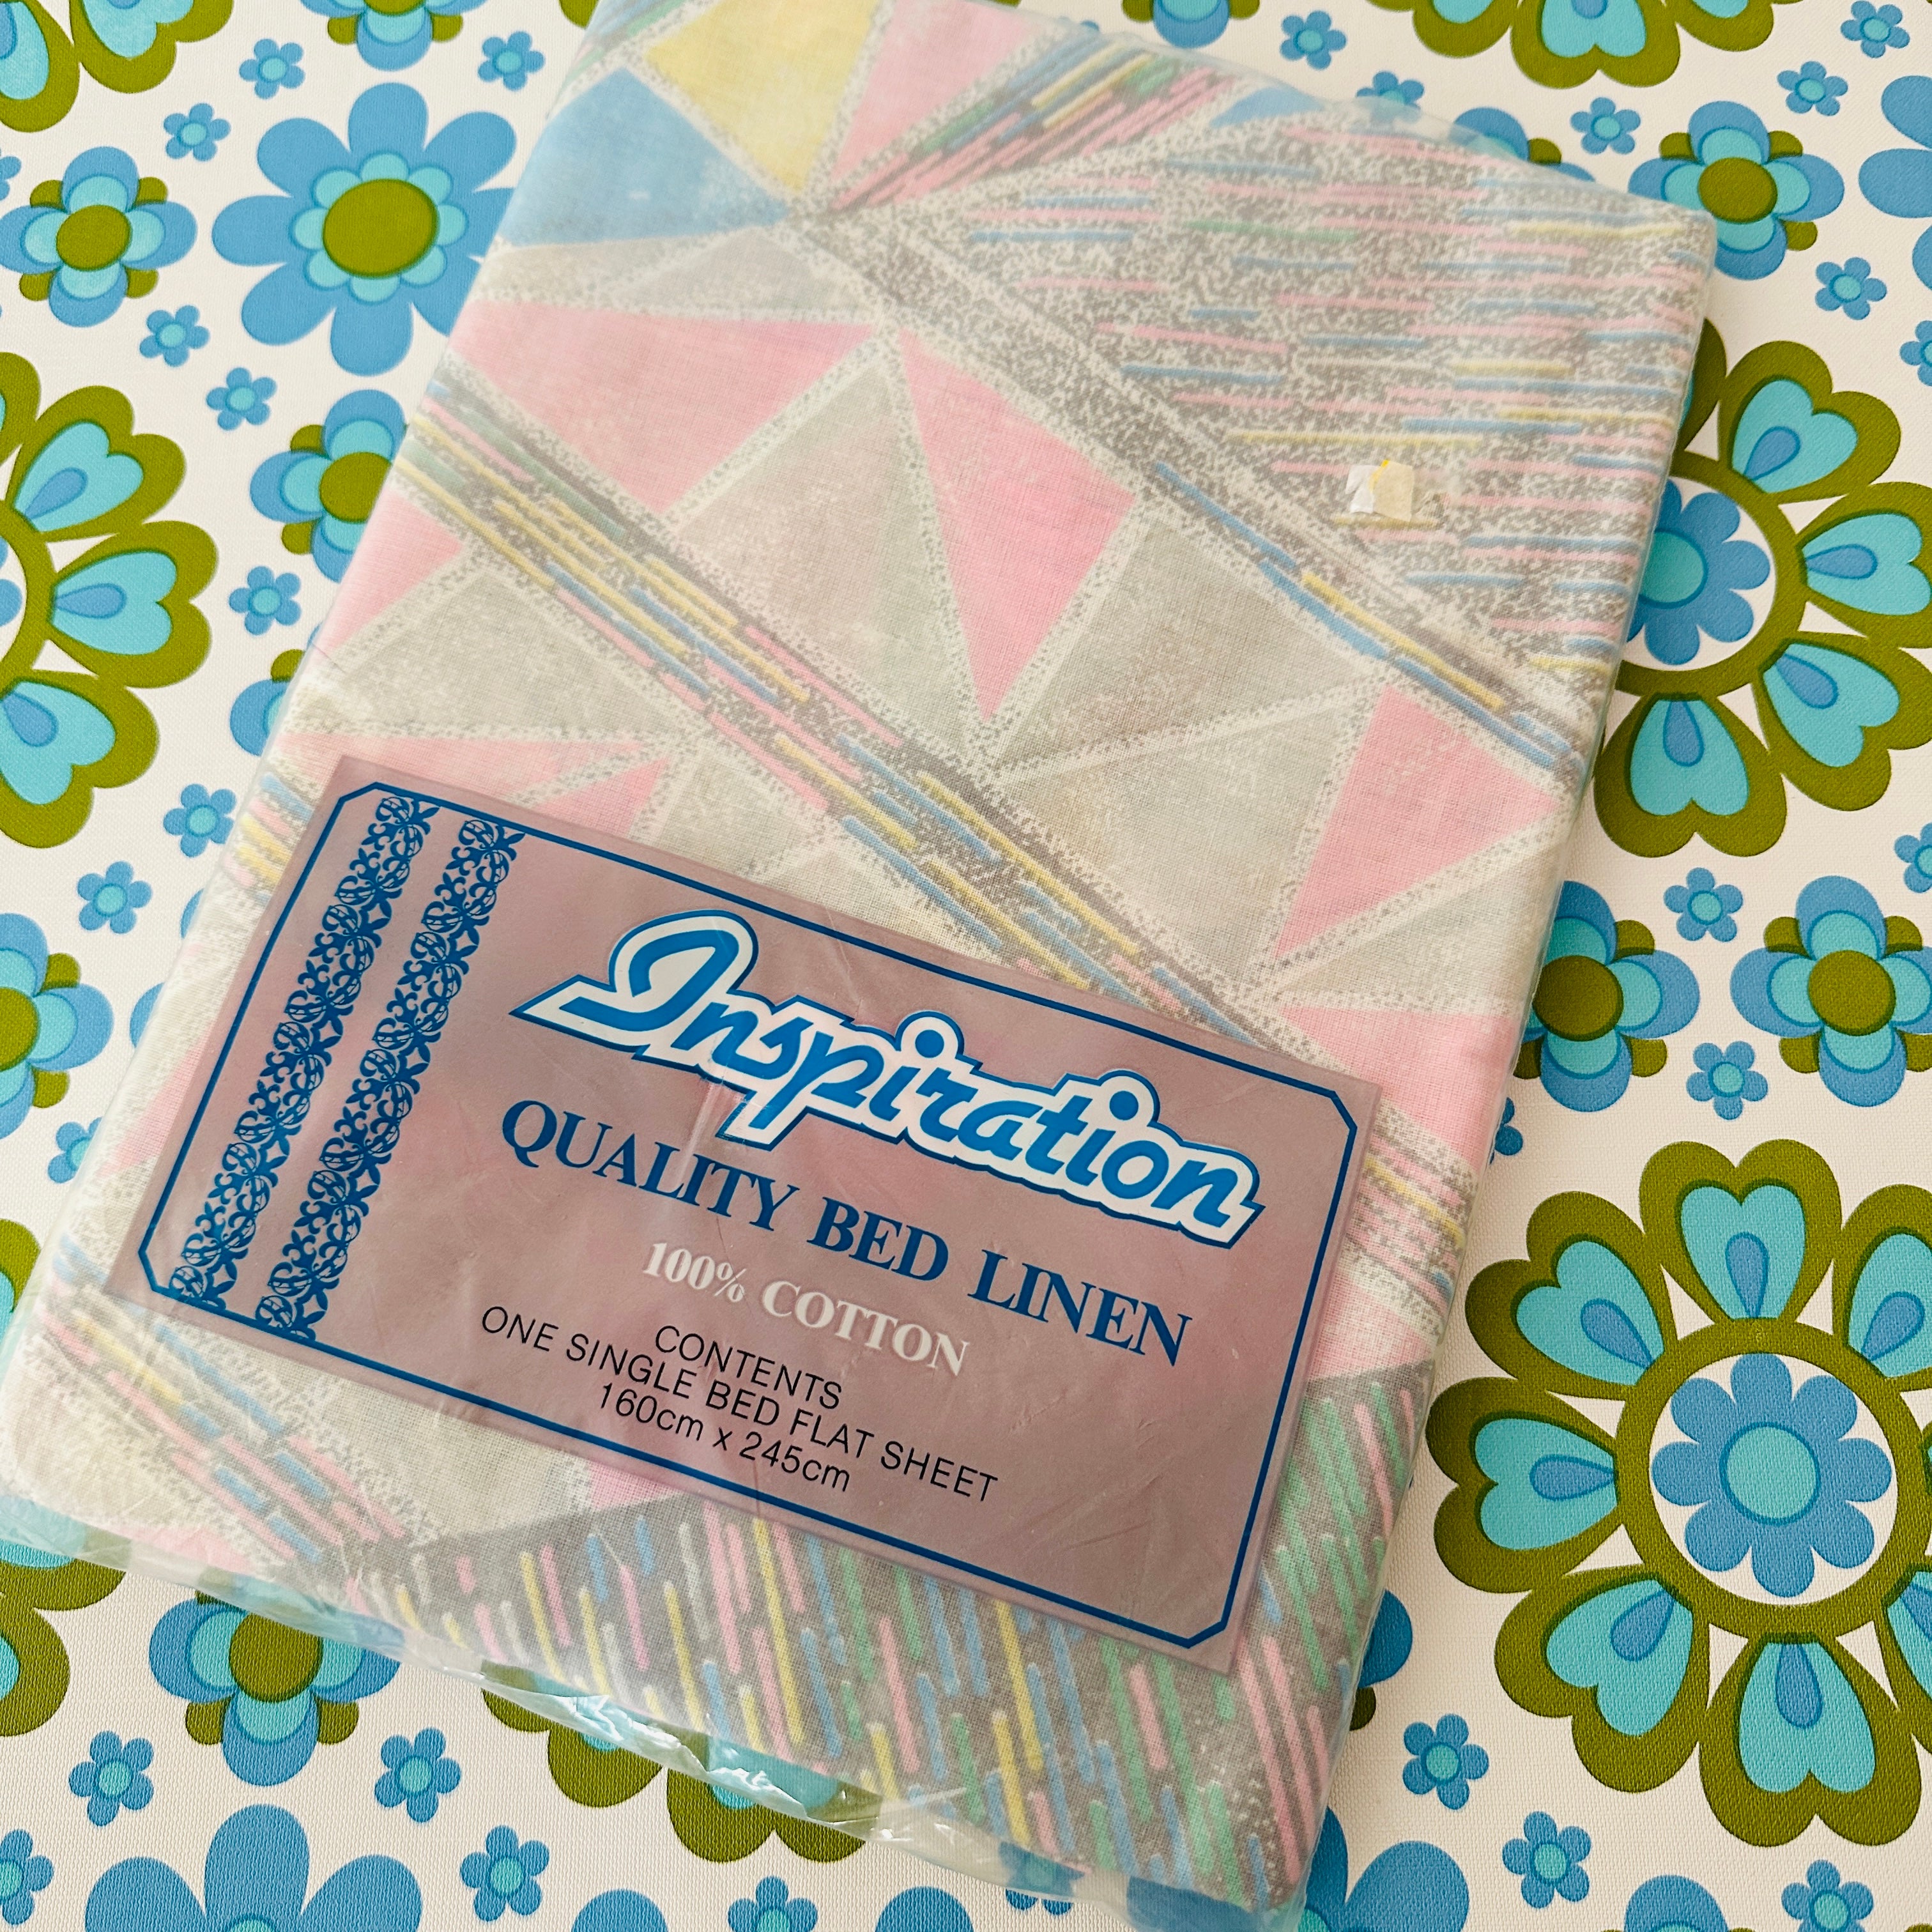 Inspiration
QUALITY BED LINEN
100% COTTON
CONTENTS
ONE SINGLE BED FLAT SHEET
160cm x 245cm